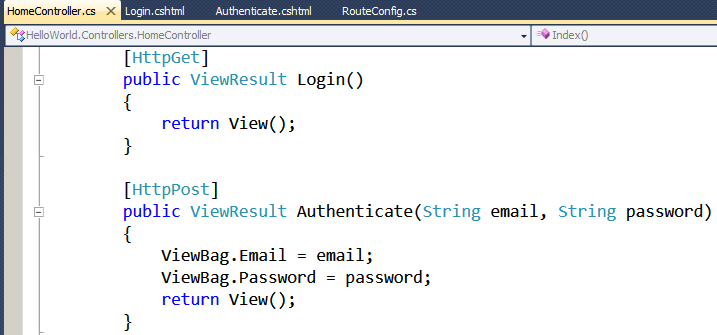 HomeController.cs Login.cshtml Authenticate.cshtml RouteConfig.cs
HelloWorld.Controllers.HomeController Index()
[HttpGet]
public ViewResult Login()
{
return View();
}
[HttpPost]
public ViewResult Authenticate(String email, String password)
{
ViewBag.Email = email;
ViewBag.Password = password;
return View();
}